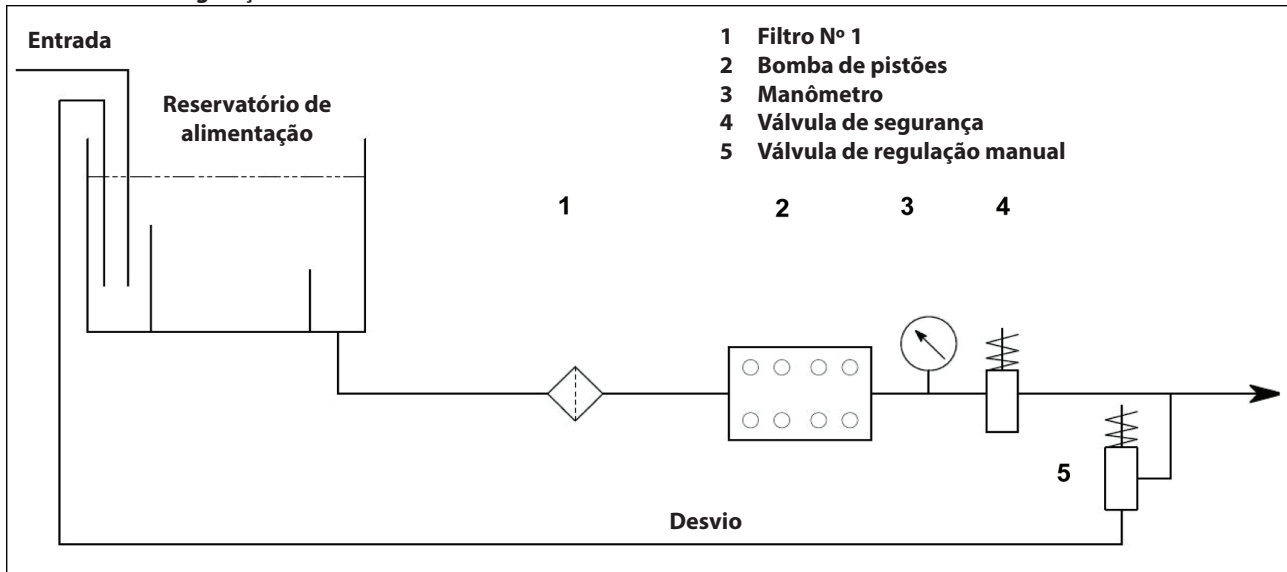 Entrada
Reservatório de
alimentação
1 Filtro Nº 1
2 Bomba de pistões
3 Manômetro
4 Válvula de segurança
5 Válvula de regulação manual
1 2 3 4
5
Desvio